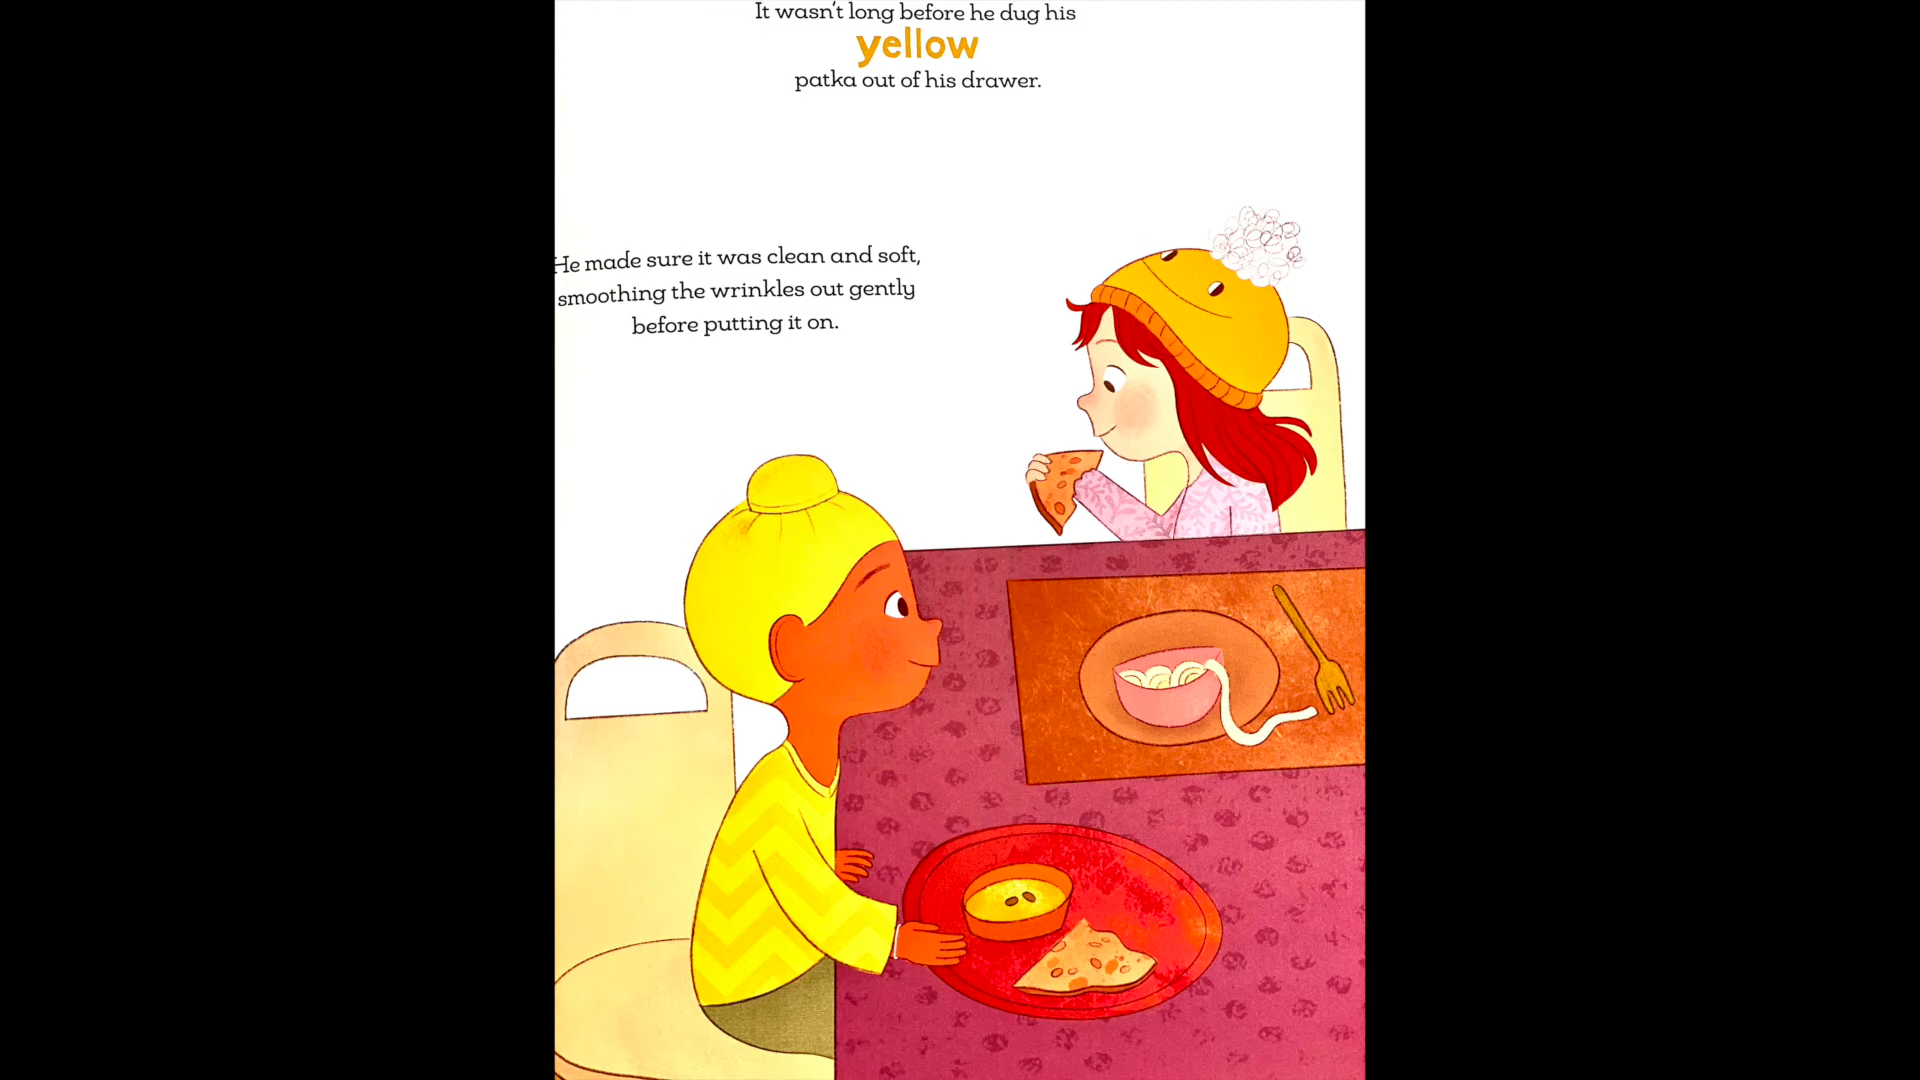 It wasn't long before he dug his
yellow
patka out of his drawer.
He made sure it was clean and soft,
smoothing the wrinkles out gently
before putting it on.